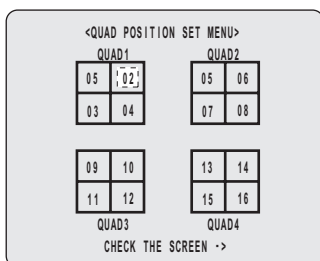 <QUAD POSITION SET MENU>
QUAD1 QUAD2
05 02 05 06
03 04 07 08
09 10 13 14
11 12 15 16
QUAD3 QUAD4
CHECK THE SCREEN ->